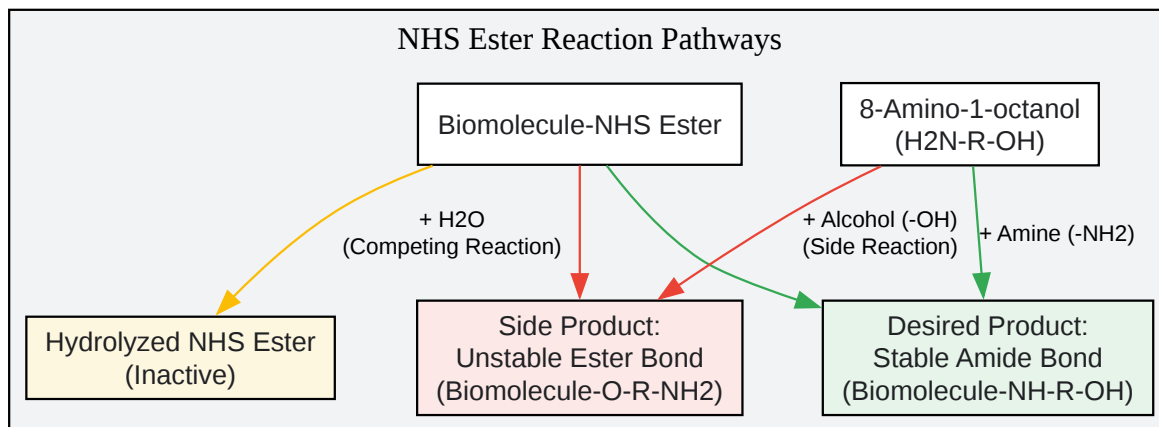 NHS Ester Reaction Pathways
Biomolecule-NHS Ester
8-Amino-1-octanol
(H2N-R-OH)
+ H2O
(Competing Reaction)
+ Alcohol (-OH)
(Side Reaction)
+ Amine (-NH2)
Hydrolyzed NHS Ester
(Inactive)
Side Product:
Unstable Ester Bond
(Biomolecule-O-R-NH2)
Desired Product:
Stable Amide Bond
(Biomolecule-NH-R-OH)